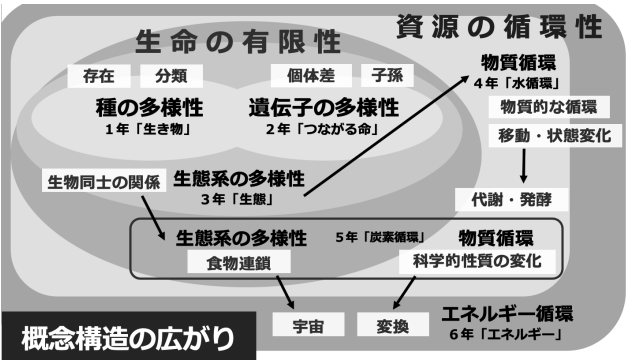 資源の循環性
生命の有限性
存在
分類
個体差
子孫
種の多様性
1年「生き物」
遺伝子の多様性
2年「つながる命」
物質循環
4年「水循環」
物質的な循環
移動・状態変化
代謝・発酵
生物同士の関係
生態系の多様性
3年「生態」
生態系の多様性
5年「炭素循環」
物質循環
食物連鎖
科学的性質の変化
宇宙
変換
エネルギー循環
6年「エネルギー」
概念構造の広がり